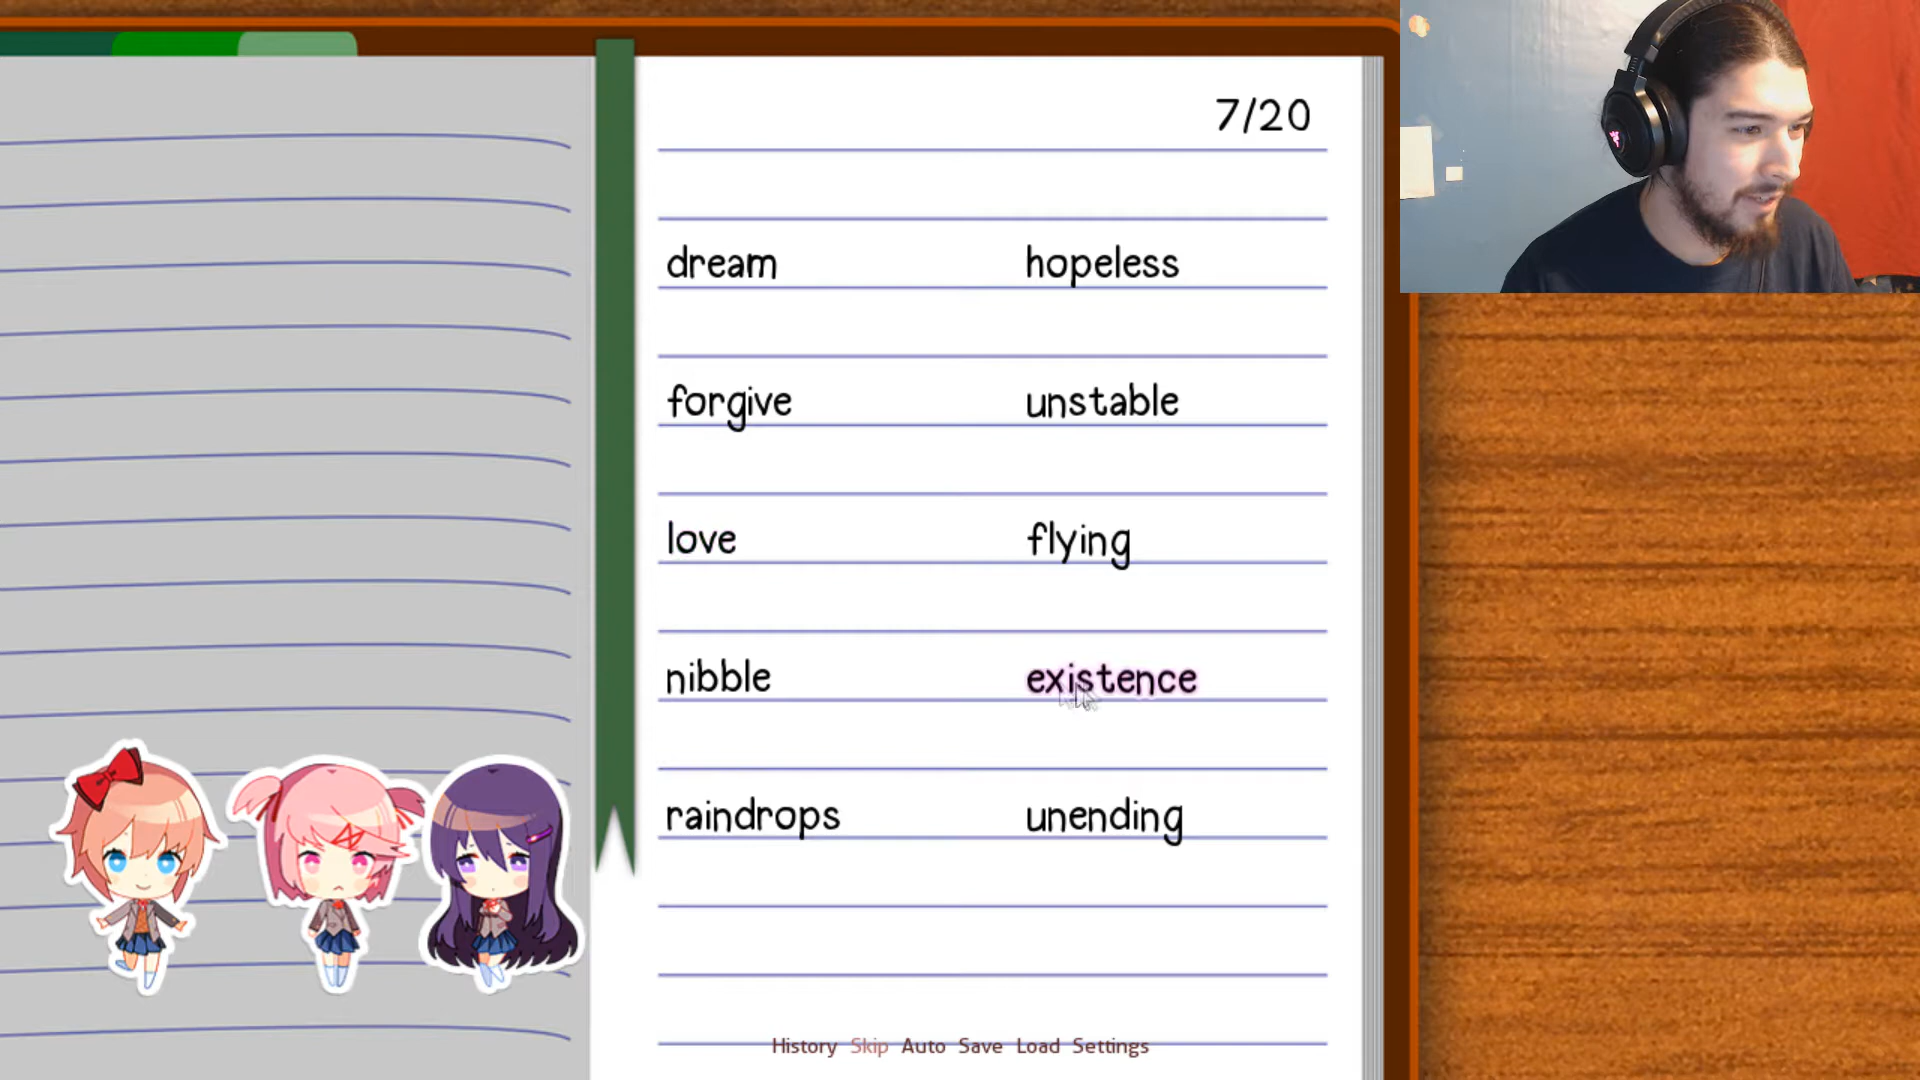 7/20
dream hopeless
forgive unstable
love flying
nibble existence
raindrops unending
History Skip Auto Save Load Settings